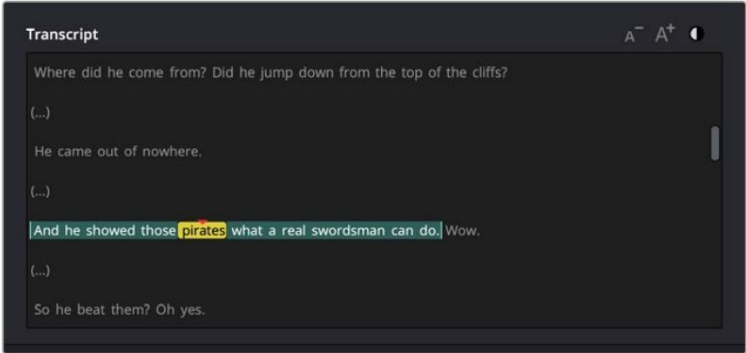 Transcript A⁻ A⁺
Where did he come from? Did he jump down from the top of the cliffs?
(...)
He came out of nowhere.
(...)
And he showed those pirates what a real swordsman can do. Wow.
(...)
So he beat them? Oh yes.